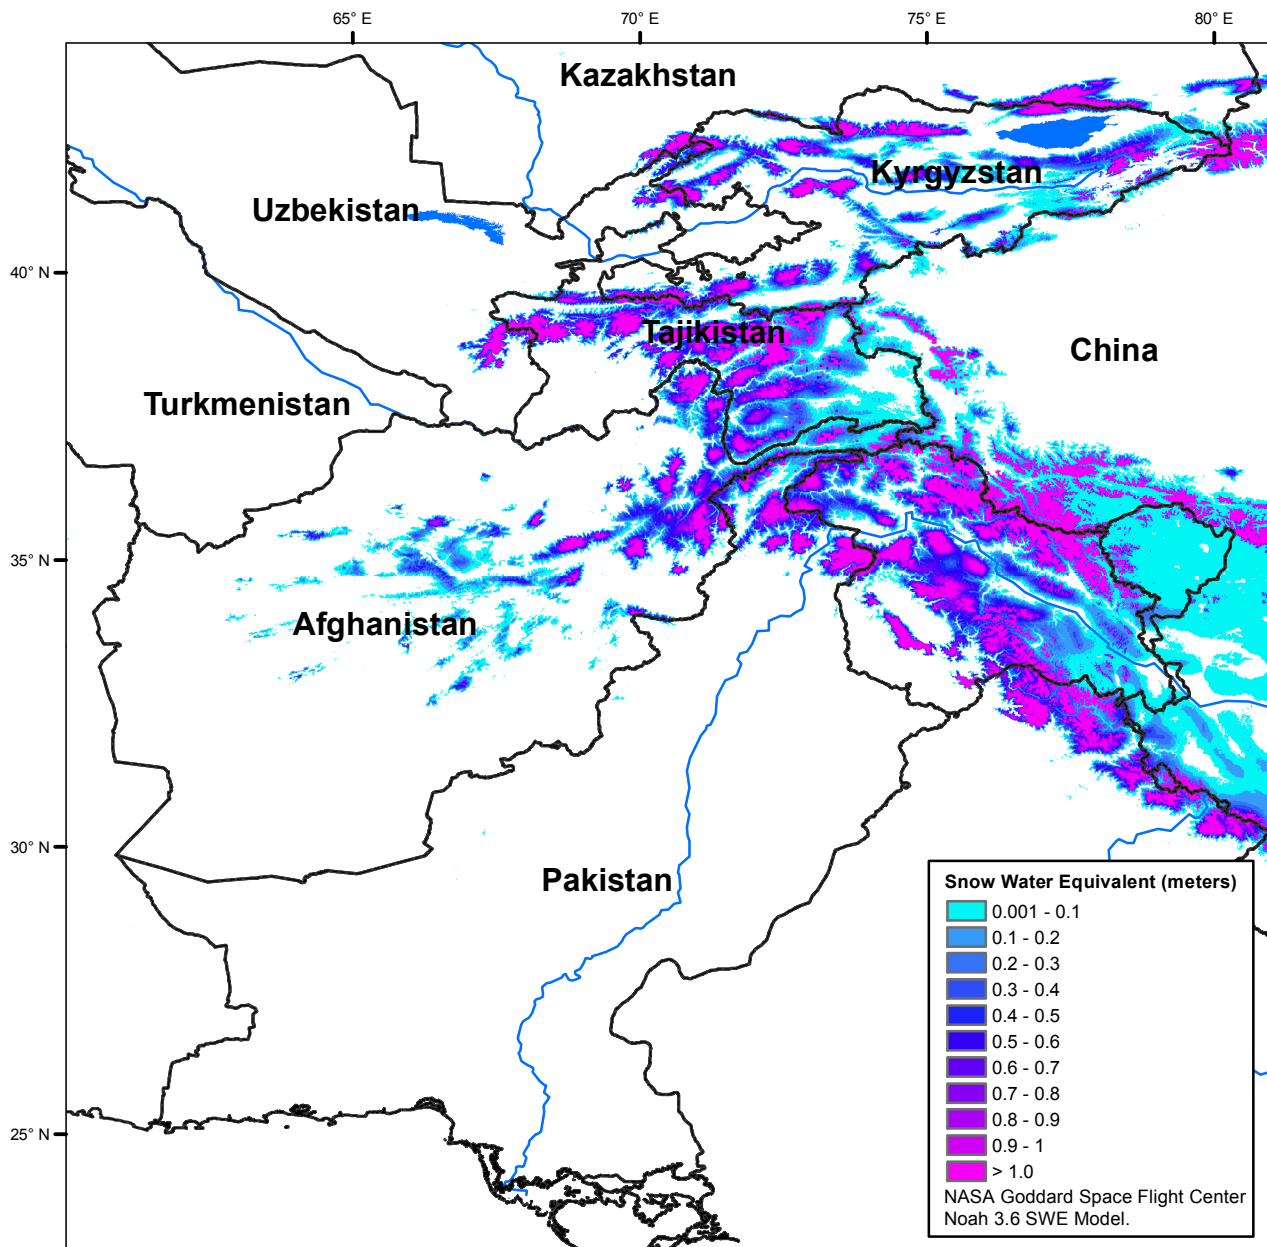 65° E
70° E
75° E
80° E
Kazakhstan
Kyrgyzstan
Uzbekistan
40° N
Tajikistan
China
Turkmenistan
35° N
Afghanistan
30° N
Pakistan
25° N
Snow Water Equivalent (meters)
0.001 - 0.1
0.1 - 0.2
0.2 - 0.3
0.3 - 0.4
0.4 - 0.5
0.5 - 0.6
0.6 - 0.7
0.7 - 0.8
0.8 - 0.9
0.9 - 1
> 1.0
NASA Goddard Space Flight Center
Noah 3.6 SWE Model.